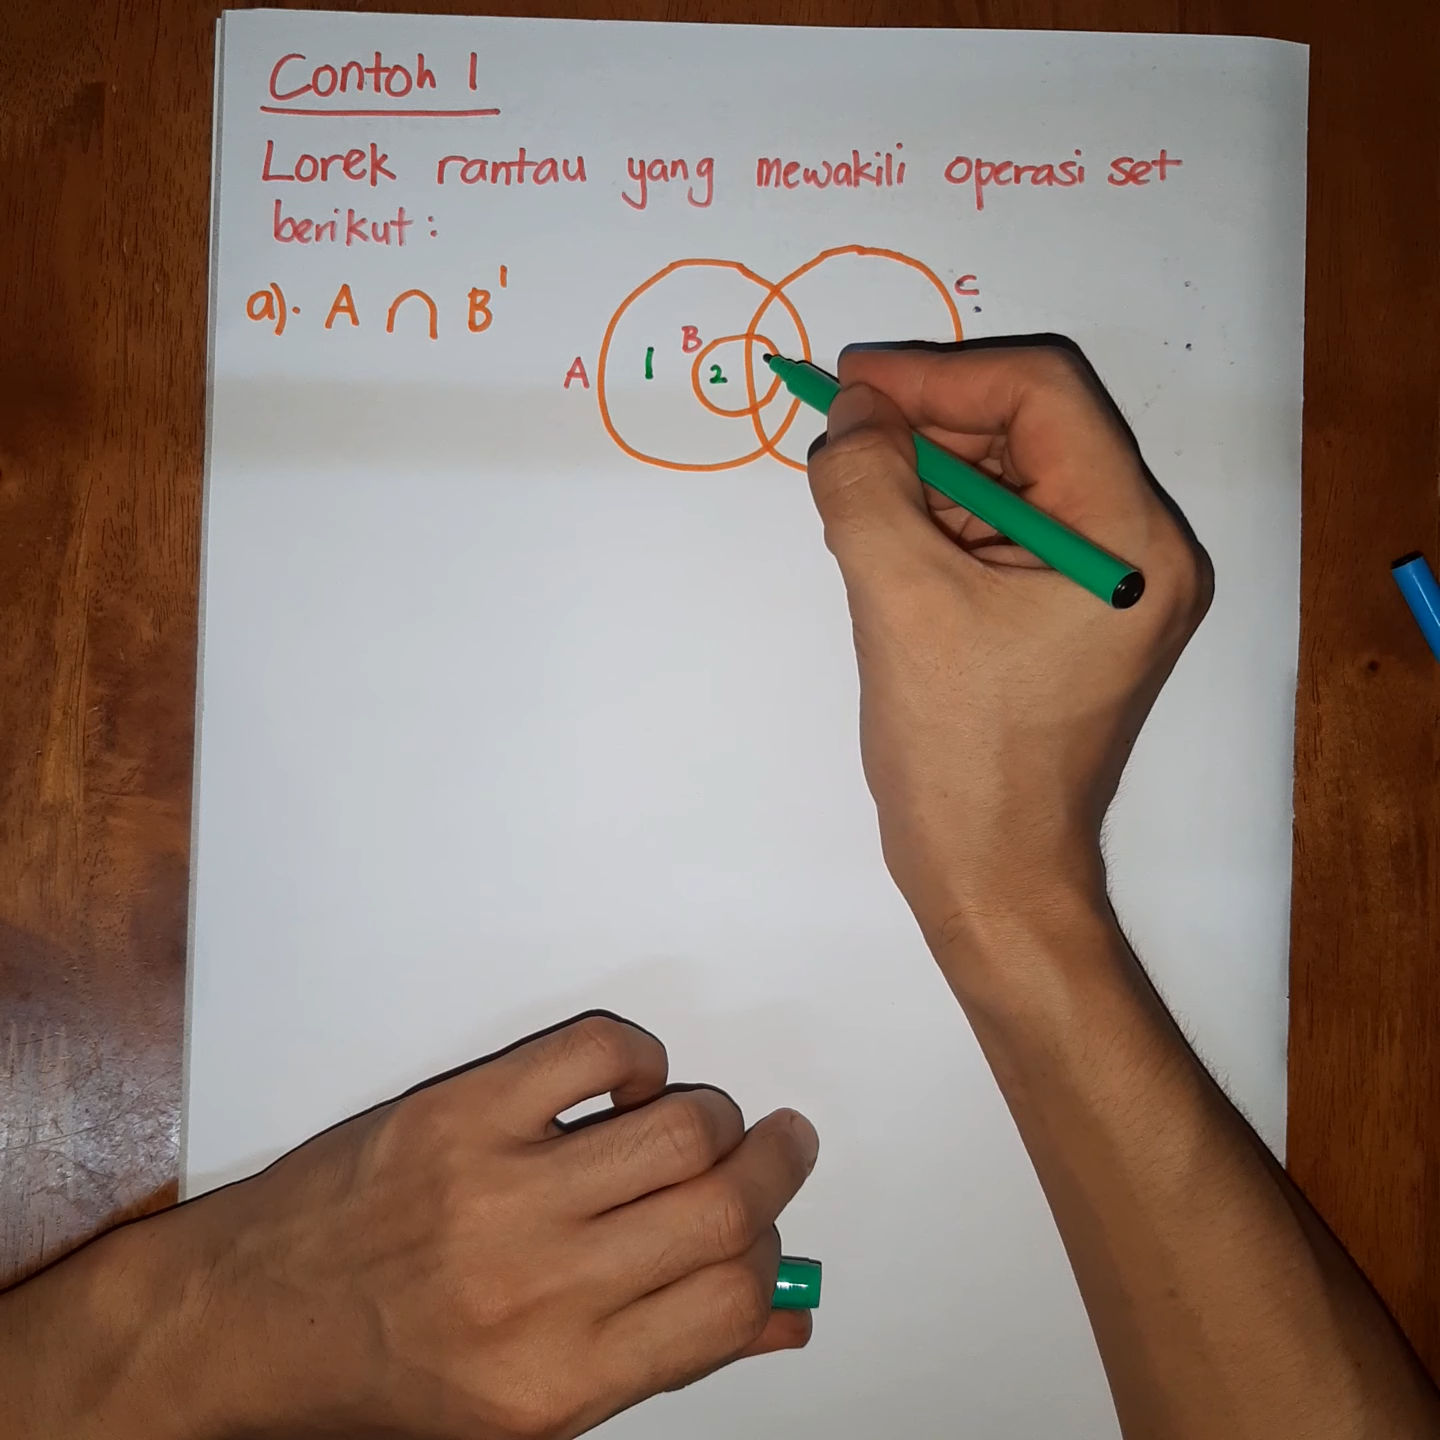 Contoh 1
Lorek rantau yang mewakili operasi set
berikut:
a). A ∩ B'
C
B
A 1 2